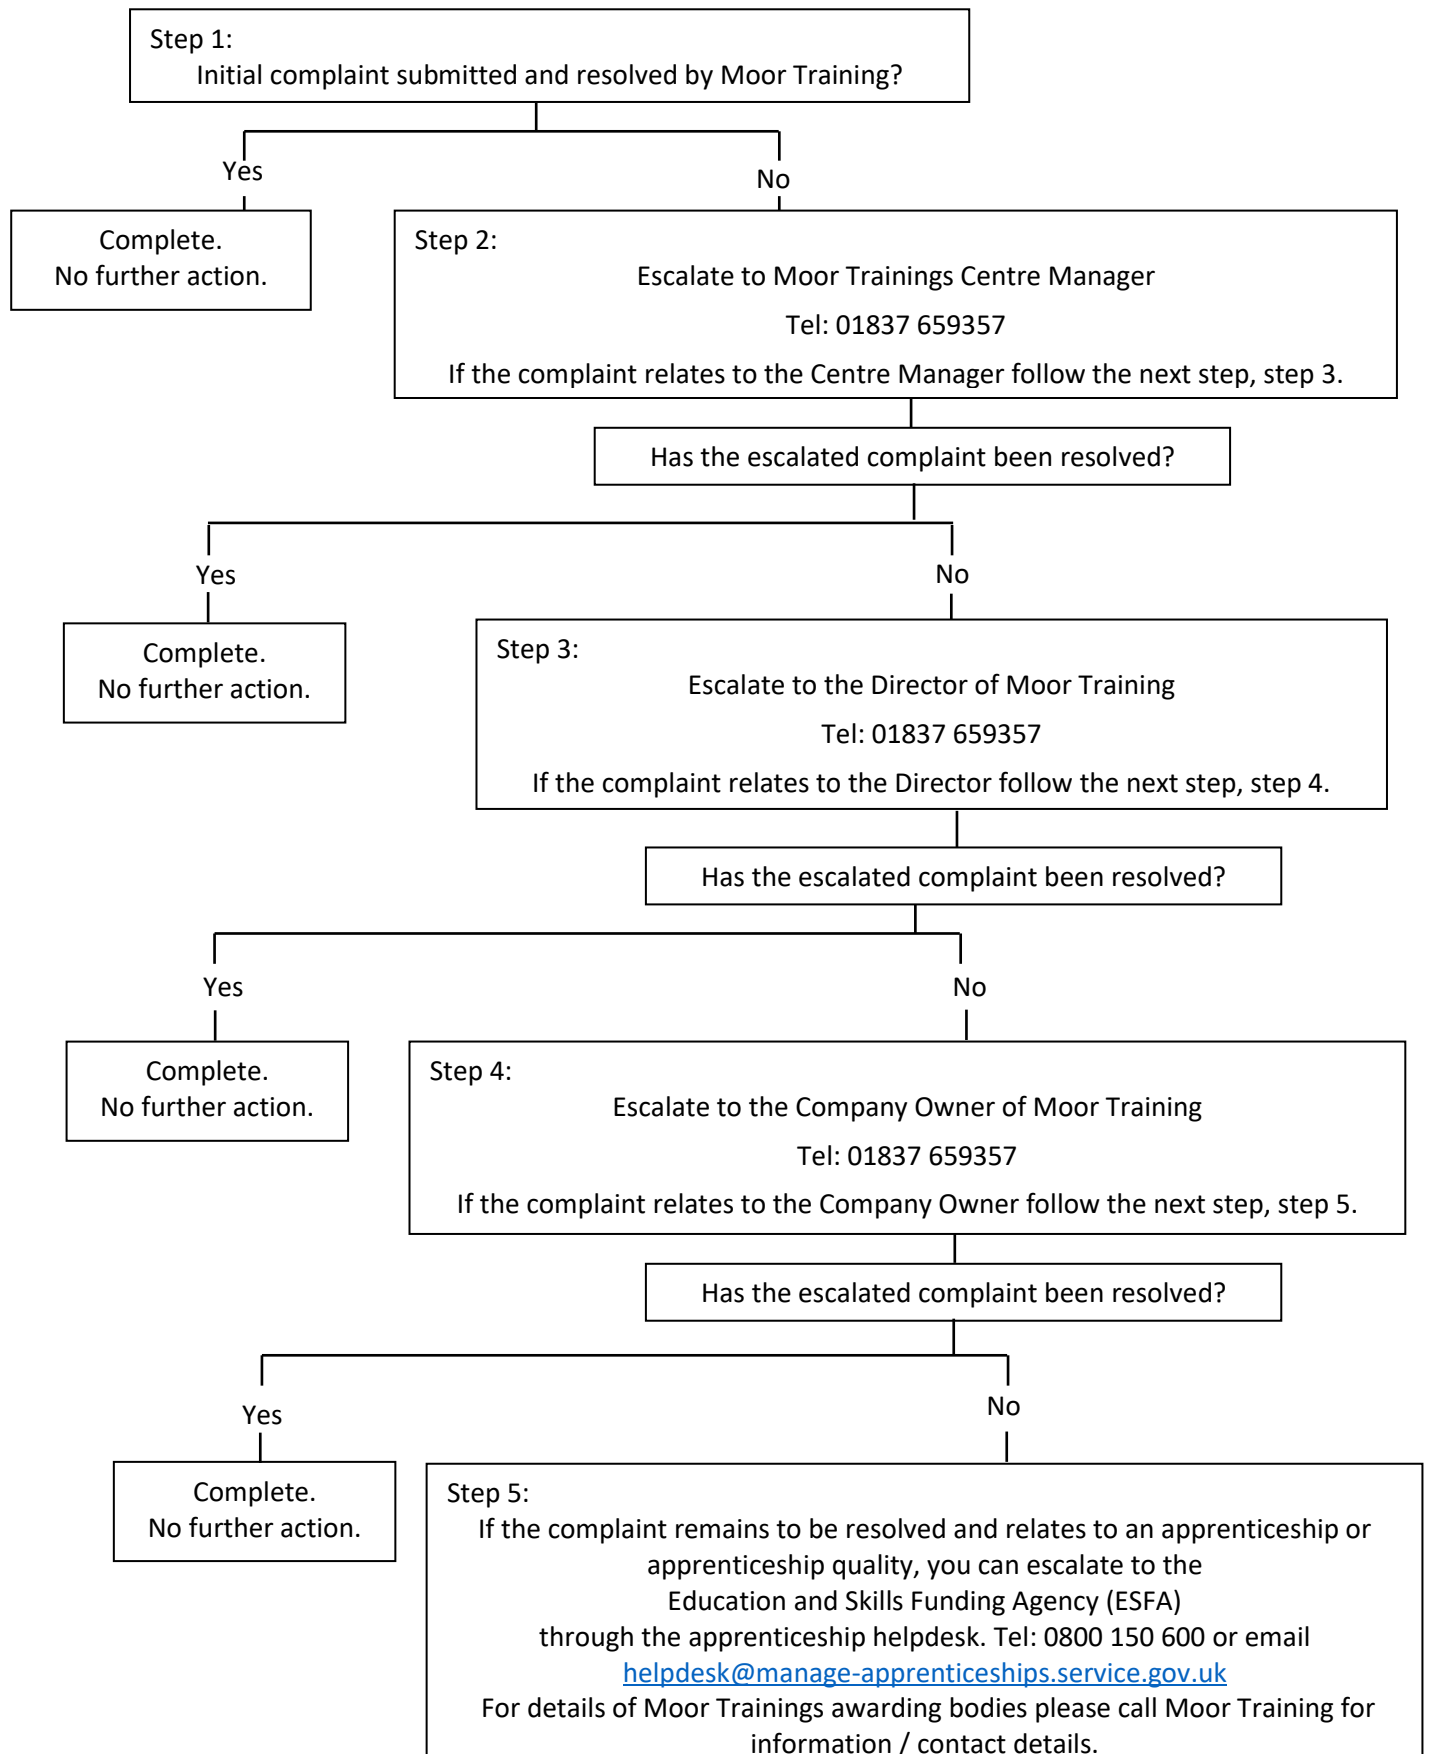 Step 1:
Initial complaint submitted and resolved by Moor Training?
Yes
No
Complete.
No further action.
Step 2:
Escalate to Moor Trainings Centre Manager
Tel: 01837 659357
If the complaint relates to the Centre Manager follow the next step, step 3.
Has the escalated complaint been resolved?
Yes
No
Complete.
No further action.
Step 3:
Escalate to the Director of Moor Training
Tel: 01837 659357
If the complaint relates to the Director follow the next step, step 4.
Has the escalated complaint been resolved?
Yes
No
Complete.
No further action.
Step 4:
Escalate to the Company Owner of Moor Training
Tel: 01837 659357
If the complaint relates to the Company Owner follow the next step, step 5.
Has the escalated complaint been resolved?
Yes
No
Complete.
No further action.
Step 5:
If the complaint remains to be resolved and relates to an apprenticeship or
apprenticeship quality, you can escalate to the
Education and Skills Funding Agency (ESFA)
through the apprenticeship helpdesk. Tel: 0800 150 600 or email
helpdesk@manage-apprenticeships.service.gov.uk
For details of Moor Trainings awarding bodies please call Moor Training for
information / contact details.